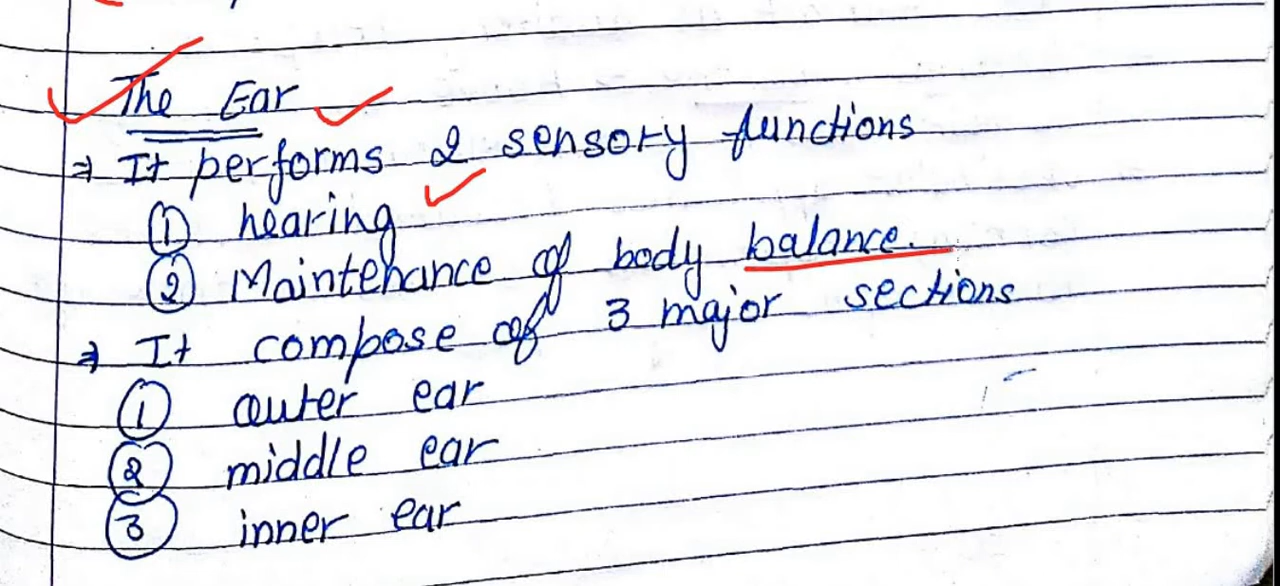 The Ear
⇒ It performs 2 sensory functions
① hearing
② Maintenance of body balance.
⇒ It compose of 3 major sections
① outer ear
② middle ear
③ inner ear